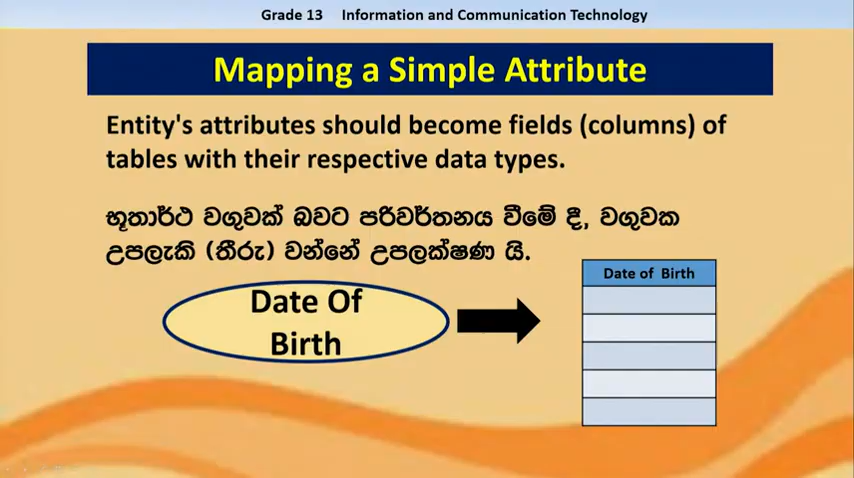 Grade 13 Information and Communication Technology
Mapping a Simple Attribute
Entity's attributes should become fields (columns) of
tables with their respective data types.
භූතාර්ථ වගුවක් බවට පරිවර්තනය වීමේ දී, වගුවක
උපලැකි (තීරු) වන්නේ උපලක්ෂණ යි.
Date of Birth
Date Of
Birth